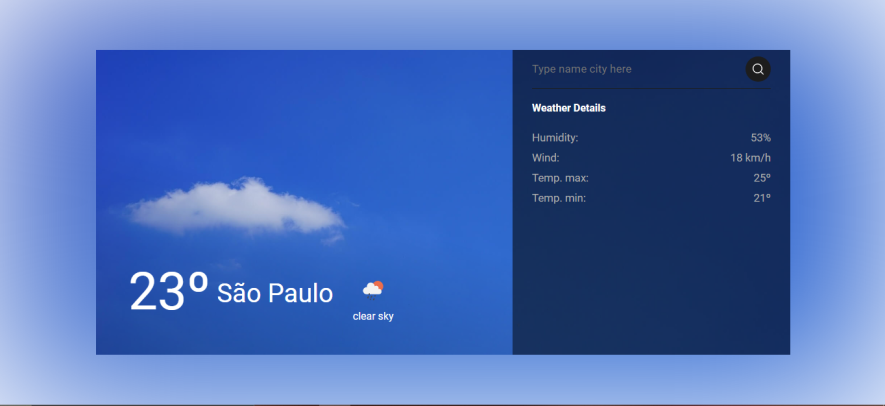 23º São Paulo
clear sky
Type name city here
Weather Details
Humidity: 53%
Wind: 18 km/h
Temp. max: 25º
Temp. min: 21º